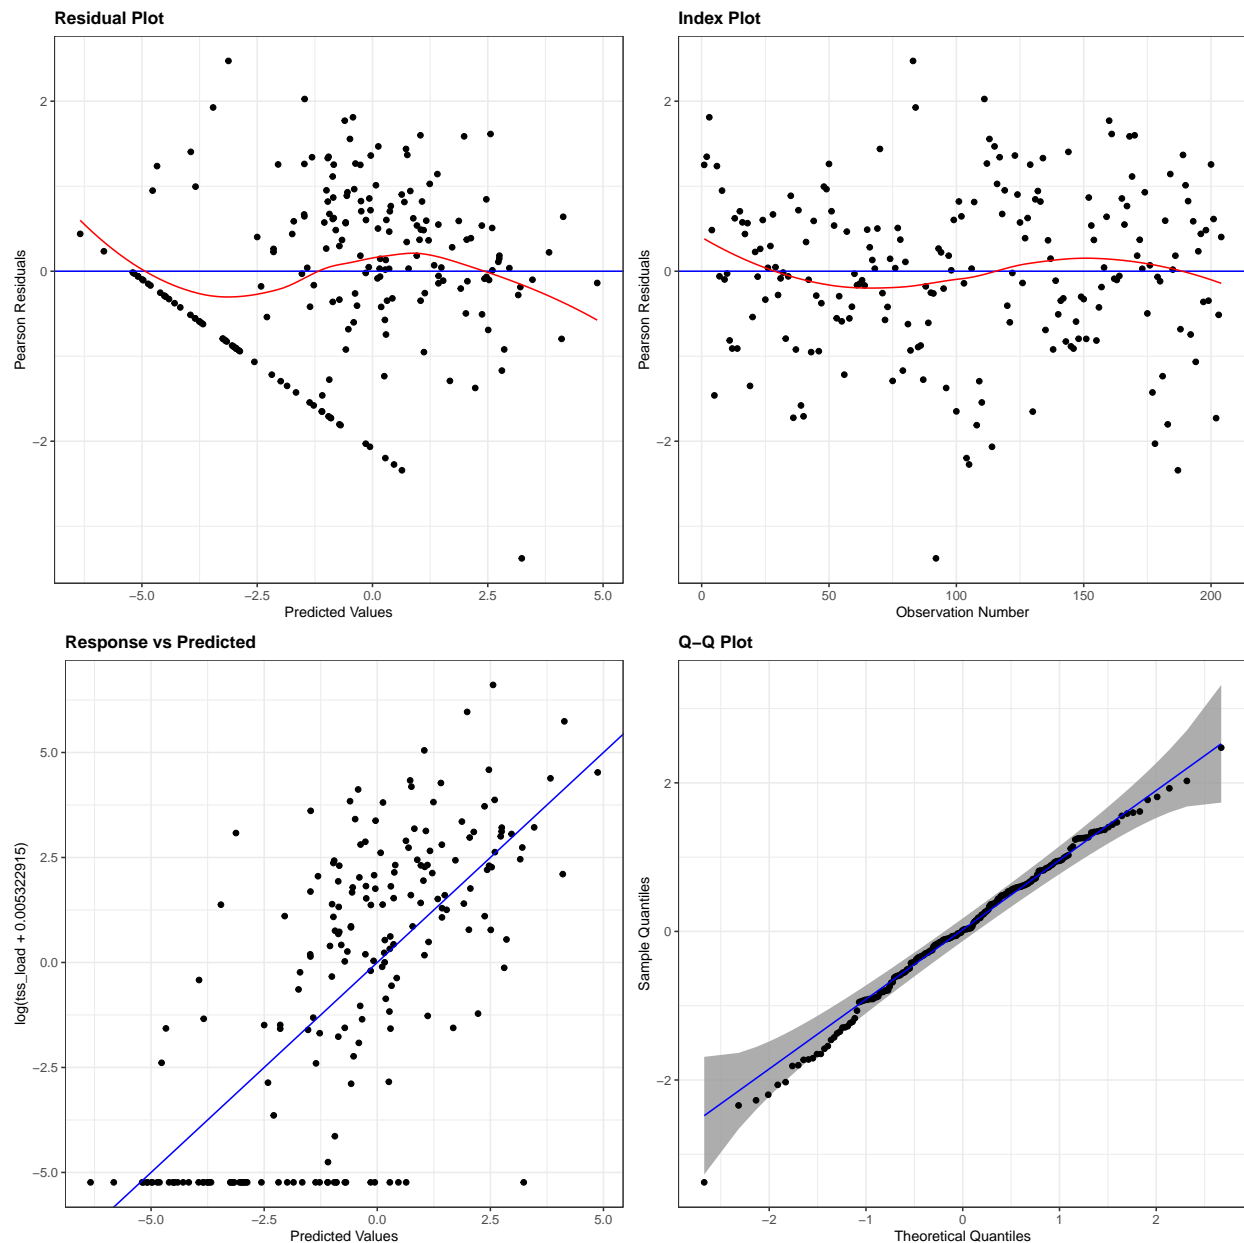 Residual Plot
Index Plot
Pearson Residuals
2
0
−2
−5.0
−2.5
0.0
2.5
5.0
Predicted Values
Pearson Residuals
2
0
−2
0
50
100
150
200
Observation Number
Response vs Predicted
Q−Q Plot
log(tss_load + 0.005322915)
5.0
2.5
0.0
−2.5
−5.0
−5.0
−2.5
0.0
2.5
5.0
Predicted Values
Sample Quantiles
2
0
−2
−2
−1
0
1
2
Theoretical Quantiles